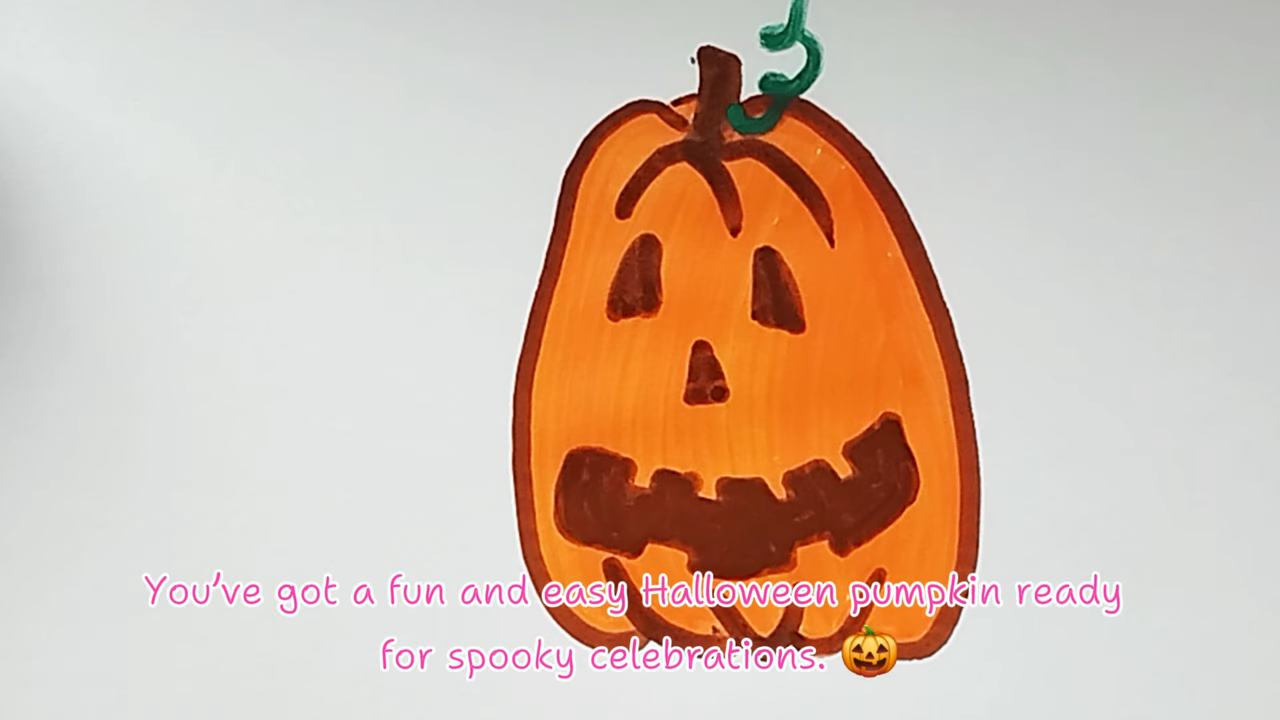 You've got a fun and easy Halloween pumpkin ready
for spooky celebrations. 🎃